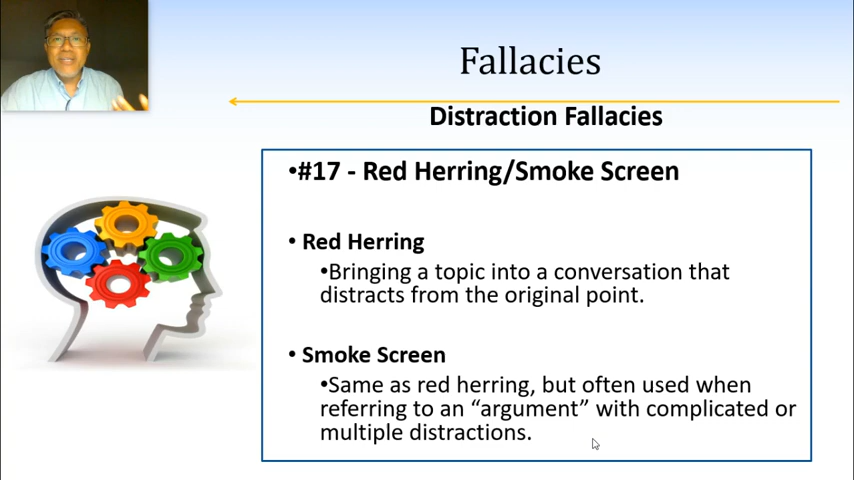 Fallacies
Distraction Fallacies
•#17 - Red Herring/Smoke Screen
• Red Herring
•Bringing a topic into a conversation that
distracts from the original point.
• Smoke Screen
•Same as red herring, but often used when
referring to an “argument” with complicated or
multiple distractions.